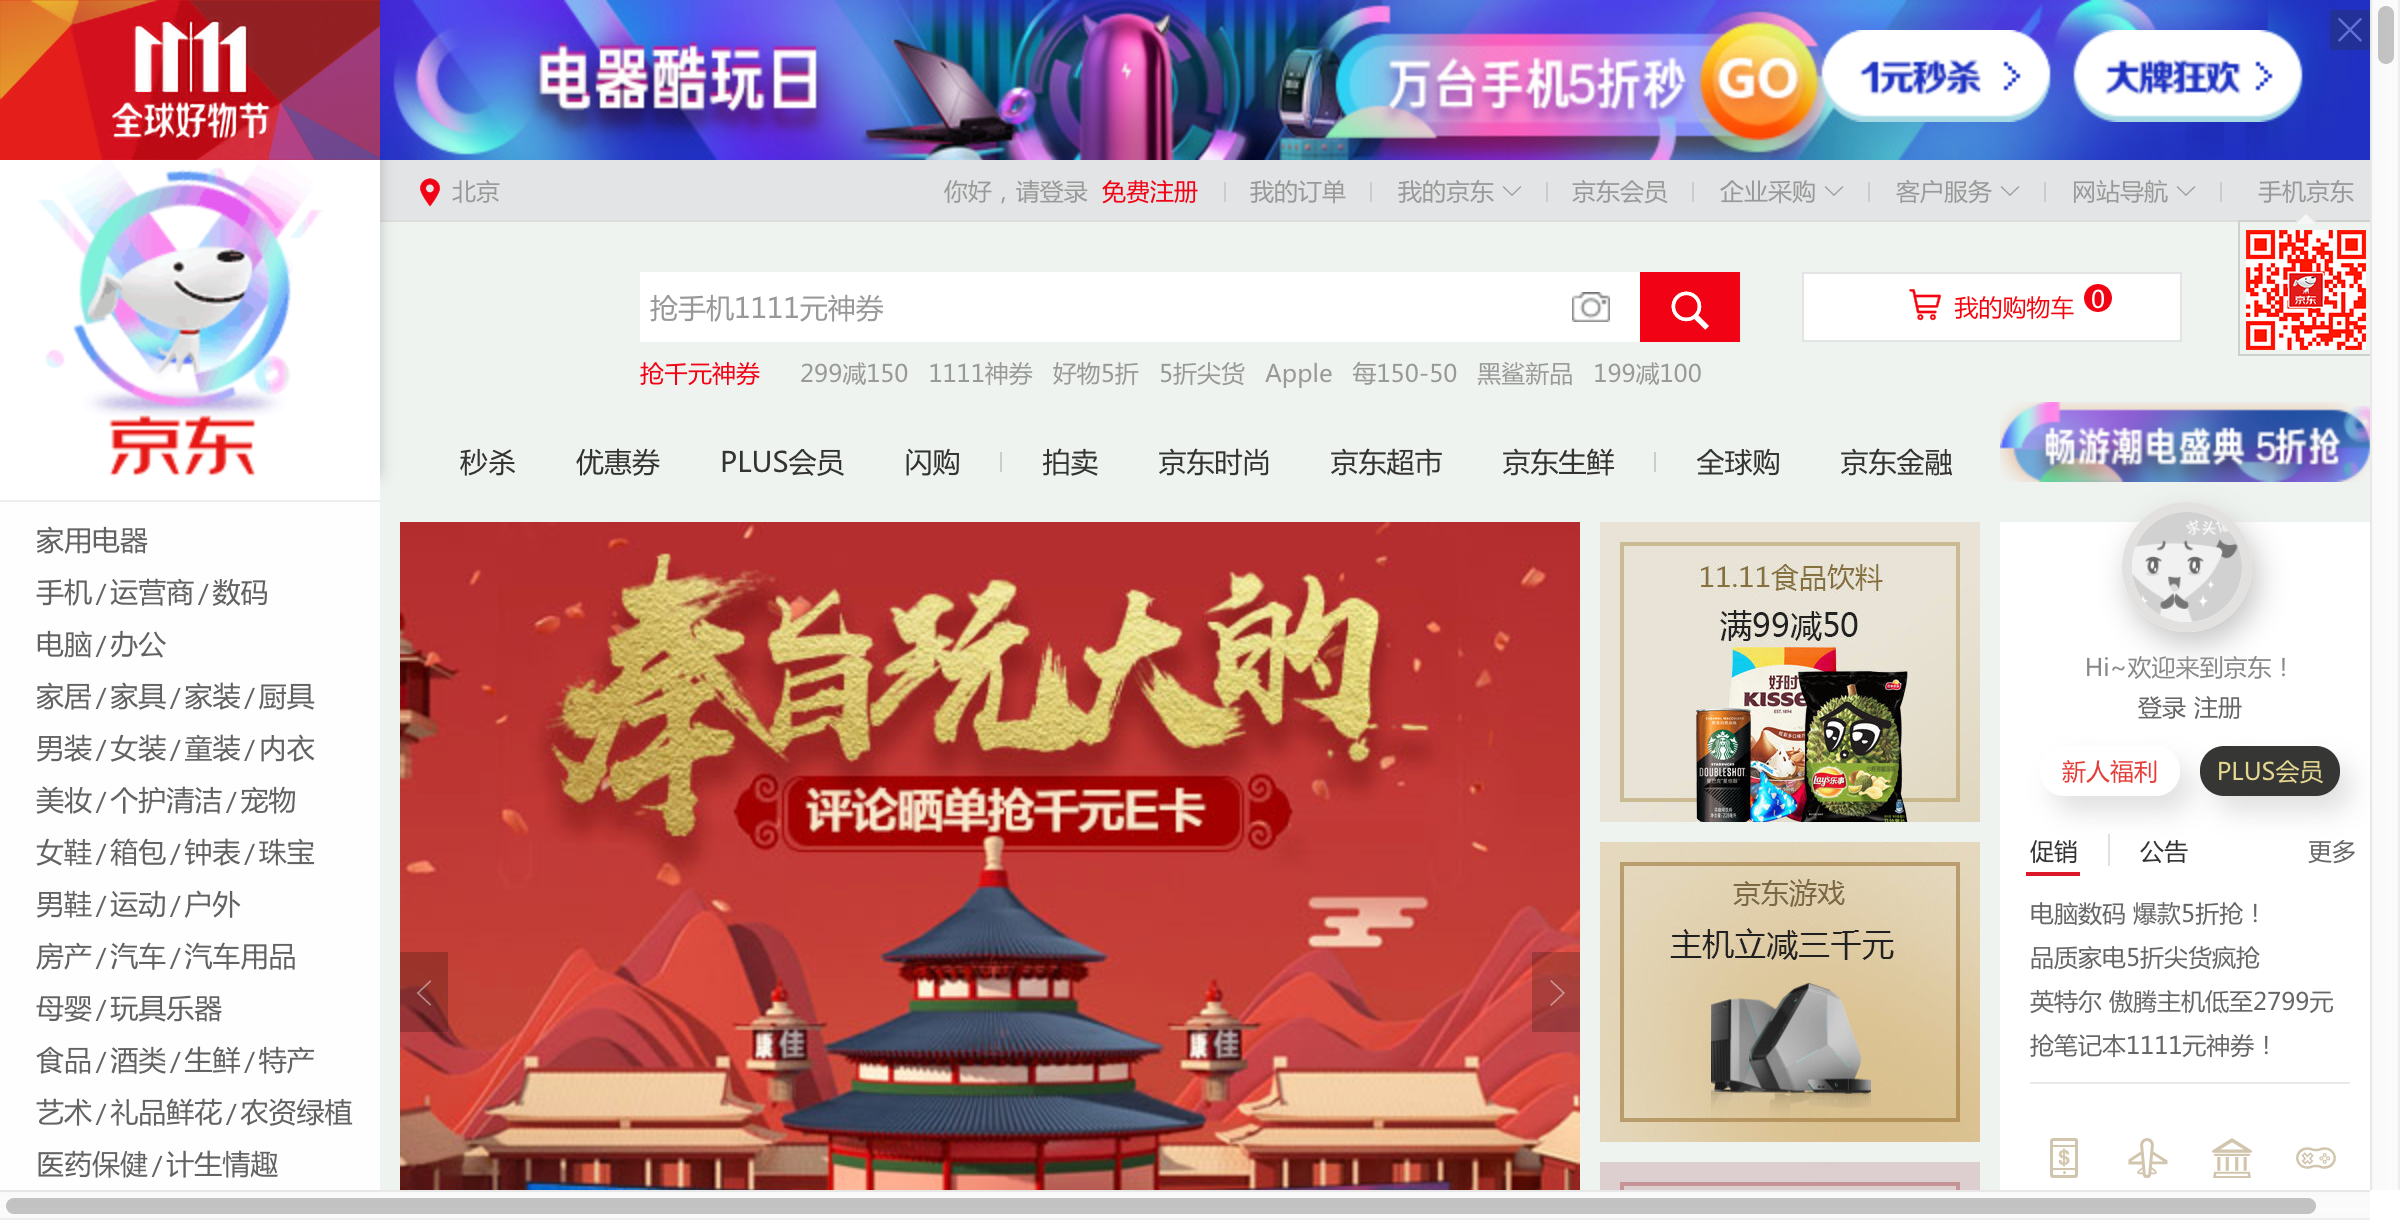 11.11
全球好物节
电器酷玩日
万台手机5折秒
GO
1元秒杀 >
大牌狂欢 >
京东
北京
你好，请登录 免费注册
我的订单
我的京东
京东会员
企业采购
客户服务
网站导航
手机京东
抢手机1111元神券
我的购物车 0
京东
抢千元神券 299减150 1111神券 好物5折 5折尖货 Apple 每150-50 黑鲨新品 199减100
秒杀 优惠券 PLUS会员 闪购 拍卖 京东时尚 京东超市 京东生鲜 全球购 京东金融
畅游潮电盛典 5折抢
家用电器
手机/运营商/数码
电脑/办公
家居/家具/家装/厨具
男装/女装/童装/内衣
美妆/个护清洁/宠物
女鞋/箱包/钟表/珠宝
男鞋/运动/户外
房产/汽车/汽车用品
母婴/玩具乐器
食品/酒类/生鲜/特产
艺术/礼品鲜花/农资绿植
医药保健/计生情趣
牵自玩大的
评论晒单抢千元E卡
康佳
康佳
11.11食品饮料
满99减50
好时
KISSE
DOUBLESHOT
Lay's乐事
京东游戏
主机立减三千元
Hi~欢迎来到京东！
登录 注册
新人福利
PLUS会员
促销 公告 更多
电脑数码 爆款5折抢！
品质家电5折尖货疯抢
英特尔 傲腾主机低至2799元
抢笔记本1111元神券！